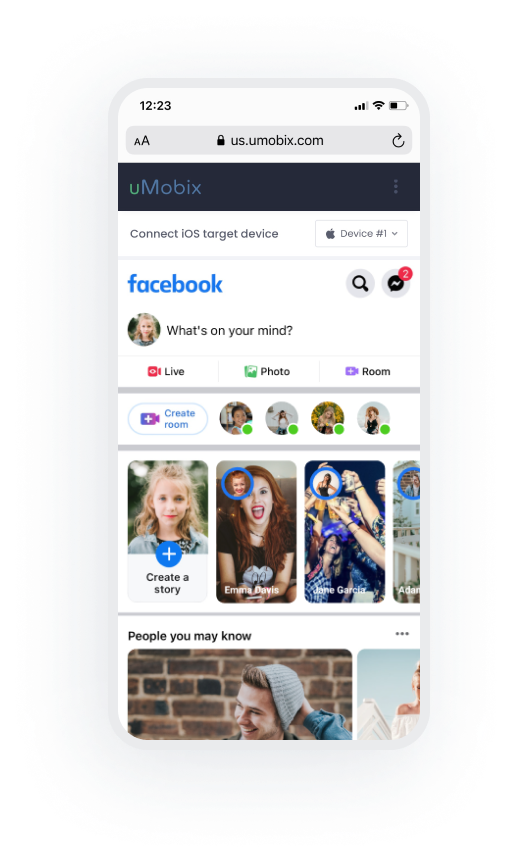 12:23
AA us.umobix.com
uMobix
Connect iOS target device Device #1
facebook 2
What's on your mind?
Live Photo Room
Create
room
Create a
story
Emma Davis Jane Garcia Adam
People you may know